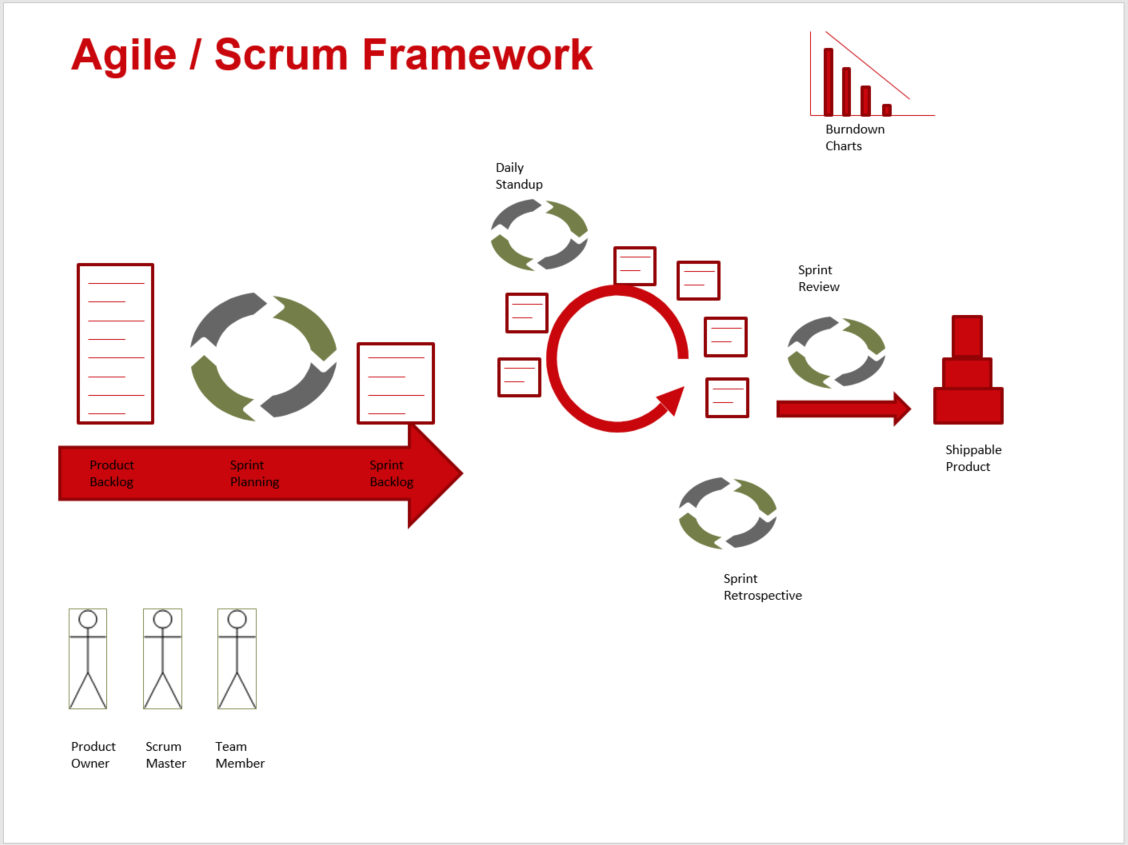 Agile / Scrum Framework
Burndown
Charts
Daily
Standup
Sprint
Review
Product
Backlog
Sprint
Planning
Sprint
Backlog
Shippable
Product
Sprint
Retrospective
Product
Owner
Scrum
Master
Team
Member